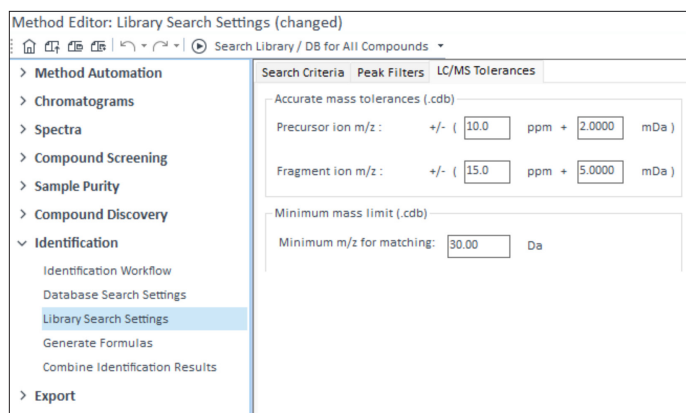 Method Editor: Library Search Settings (changed)
Search Library / DB for All Compounds
> Method Automation
> Chromatograms
> Spectra
> Compound Screening
> Sample Purity
> Compound Discovery
Identification
Identification Workflow
Database Search Settings
Library Search Settings
Generate Formulas
Combine Identification Results
> Export
Search Criteria Peak Filters LC/MS Tolerances
Accurate mass tolerances (.cdb)
Precursor ion m/z : +/- ( 10.0 ppm + 2.0000 mDa )
Fragment ion m/z : +/- ( 15.0 ppm + 5.0000 mDa )
Minimum mass limit (.cdb)
Minimum m/z for matching: 30.00 Da